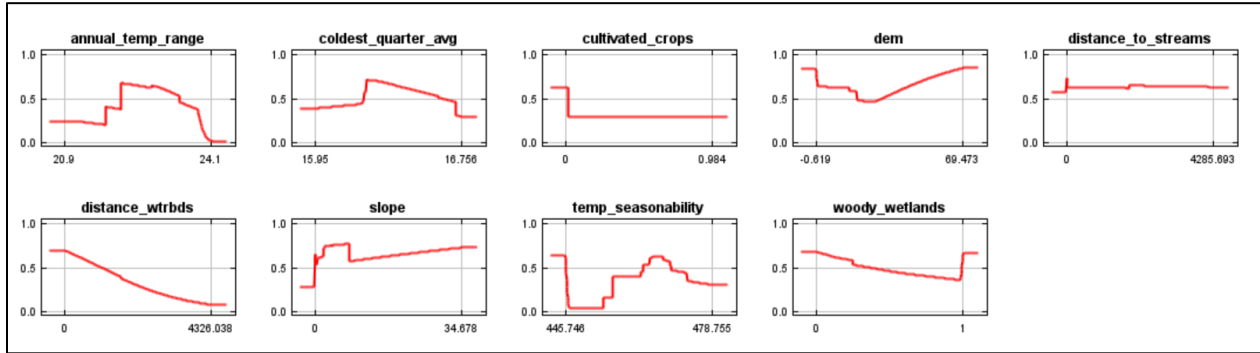 annual_temp_range coldest_quarter_avg cultivated_crops dem distance_to_streams
1.0 1.0 1.0 1.0 1.0
0.5 0.5 0.5 0.5 0.5
0.0 0.0 0.0 0.0 0.0
20.9 24.1 15.95 16.756 0 0.984 -0.619 69.473 0 4285.693
distance_wtrbds slope temp_seasonability woody_wetlands
1.0 1.0 1.0 1.0
0.5 0.5 0.5 0.5
0.0 0.0 0.0 0.0
0 4326.038 0 34.678 445.746 478.755 0 1